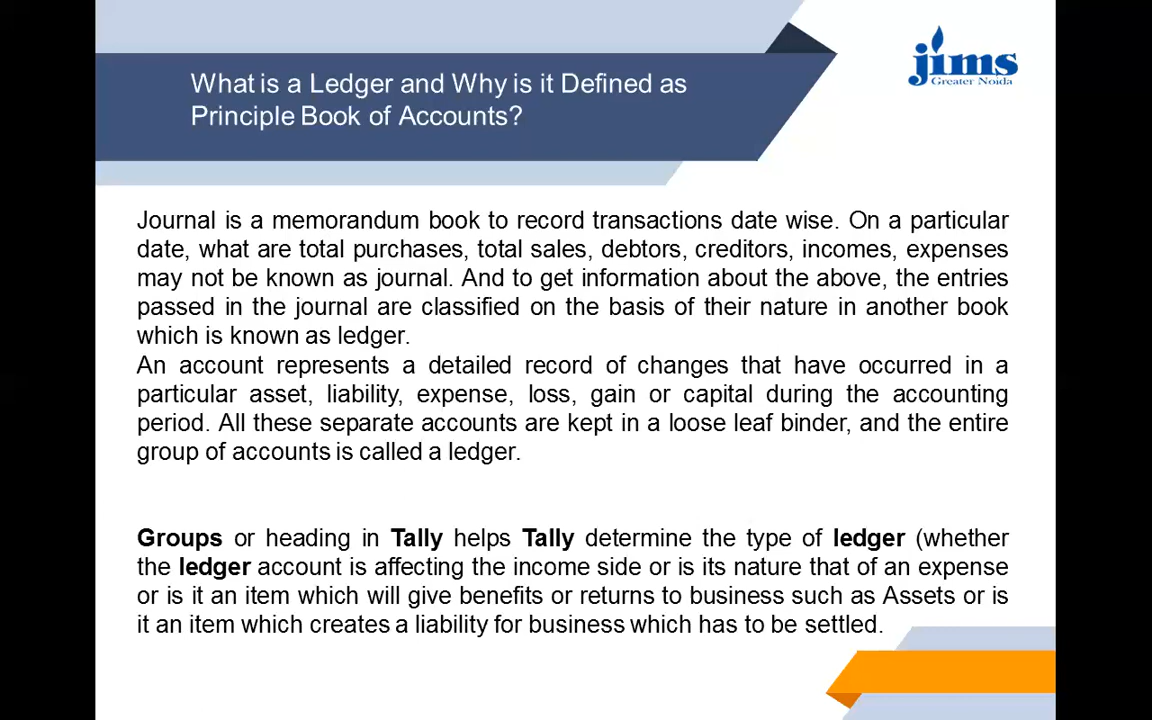 What is a Ledger and Why is it Defined as
Principle Book of Accounts?
jims
Greater Noida
Journal is a memorandum book to record transactions date wise. On a particular
date, what are total purchases, total sales, debtors, creditors, incomes, expenses
may not be known as journal. And to get information about the above, the entries
passed in the journal are classified on the basis of their nature in another book
which is known as ledger.
An account represents a detailed record of changes that have occurred in a
particular asset, liability, expense, loss, gain or capital during the accounting
period. All these separate accounts are kept in a loose leaf binder, and the entire
group of accounts is called a ledger.
Groups or heading in Tally helps Tally determine the type of ledger (whether
the ledger account is affecting the income side or is its nature that of an expense
or is it an item which will give benefits or returns to business such as Assets or is
it an item which creates a liability for business which has to be settled.